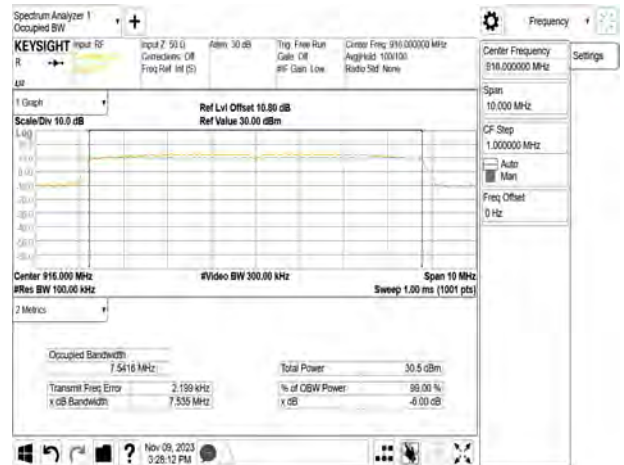 Spectrum Analyzer 1
Occupied BW
Frequency
KEYSIGHT Input: RF
R
Input Z: 50 Ω
Corrections: Off
Freq Ref: Int (S)
Atten: 30 dB
Trig: Free Run
Gate: Off
#IF Gain: Low
Center Freq: 916.000000 MHz
Avg|Hold: 100/100
Radio Std: None
Center Frequency
916.000000 MHz
Settings
Span
10.000 MHz
CF Step
1.000000 MHz
Auto
Man
Freq Offset
0 Hz
1 Graph
Scale/Div 10.0 dB
Ref Lvl Offset 10.80 dB
Ref Value 30.00 dBm
Log
Center 916.000 MHz
#Res BW 100.00 kHz
#Video BW 300.00 kHz
Span 10 MHz
Sweep 1.00 ms (1001 pts)
2 Metrics
Occupied Bandwidth
7.5416 MHz
Total Power 30.5 dBm
Transmit Freq Error 2.199 kHz
% of OBW Power 99.00 %
x dB Bandwidth 7.535 MHz
x dB -6.00 dB
?
Nov 09, 2023
3:28:12 PM